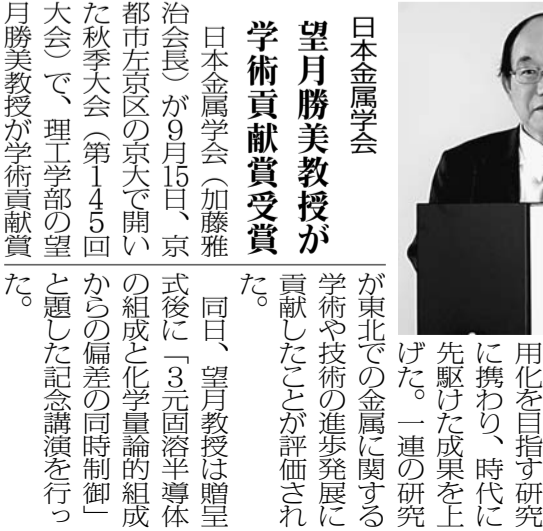 日本金属学会
望月勝美教授が
学術貢献賞受賞
日本金属学会（加藤雅
治会長）が９月15日、京
都市左京区の京大で開い
た秋季大会（第１４５回
大会）で、理工学部の望
月勝美教授が学術貢献賞
用化を目指す研究
に携わり、時代に
先駆けた成果を上
げた。一連の研究
が東北での金属に関する
学術や技術の進歩発展に
貢献したことが評価され
た。
同日、望月教授は贈呈
式後に「３元固溶半導体
の組成と化学量論的組成
からの偏差の同時制御」
と題した記念講演を行っ
た。